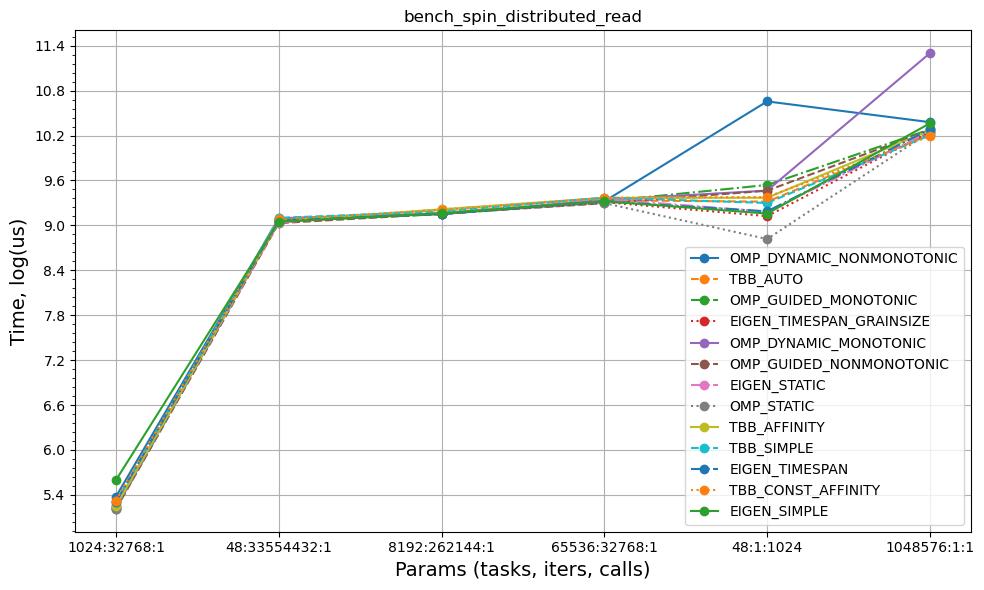 bench_spin_distributed_read
Time, log(us)
11.4
10.8
10.2
9.6
9.0
8.4
7.8
7.2
6.6
6.0
5.4
OMP_DYNAMIC_NONMONOTONIC
TBB_AUTO
OMP_GUIDED_MONOTONIC
EIGEN_TIMESPAN_GRAINSIZE
OMP_DYNAMIC_MONOTONIC
OMP_GUIDED_NONMONOTONIC
EIGEN_STATIC
OMP_STATIC
TBB_AFFINITY
TBB_SIMPLE
EIGEN_TIMESPAN
TBB_CONST_AFFINITY
EIGEN_SIMPLE
1024:32768:1 48:33554432:1 8192:262144:1 65536:32768:1 48:1:1024 1048576:1:1
Params (tasks, iters, calls)